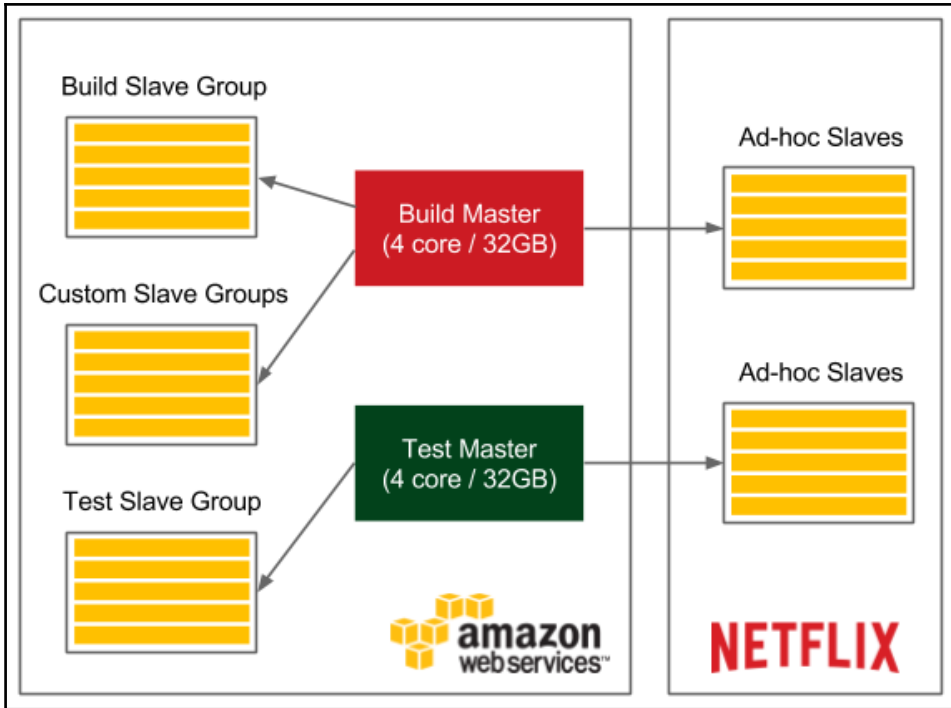 Build Slave Group
Custom Slave Groups
Test Slave Group
Build Master
(4 core / 32GB)
Test Master
(4 core / 32GB)
amazon
webservices™
Ad-hoc Slaves
Ad-hoc Slaves
NETFLIX